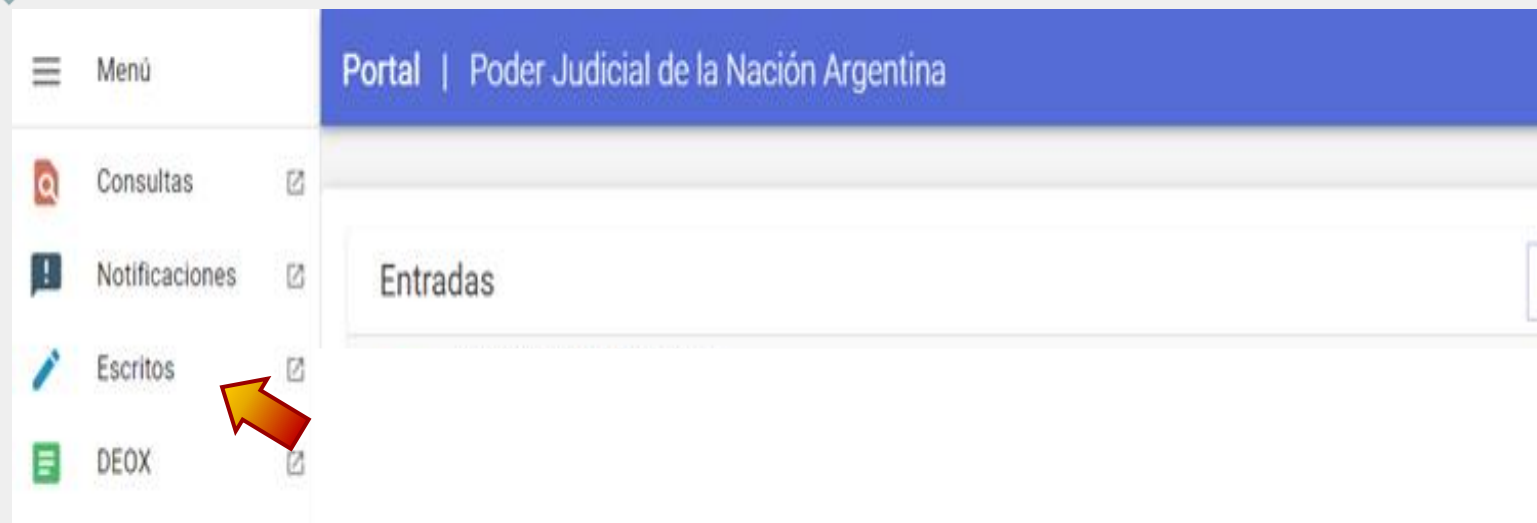 Menú
Portal | Poder Judicial de la Nación Argentina
Consultas
Notificaciones
Entradas
Escritos
DEOX